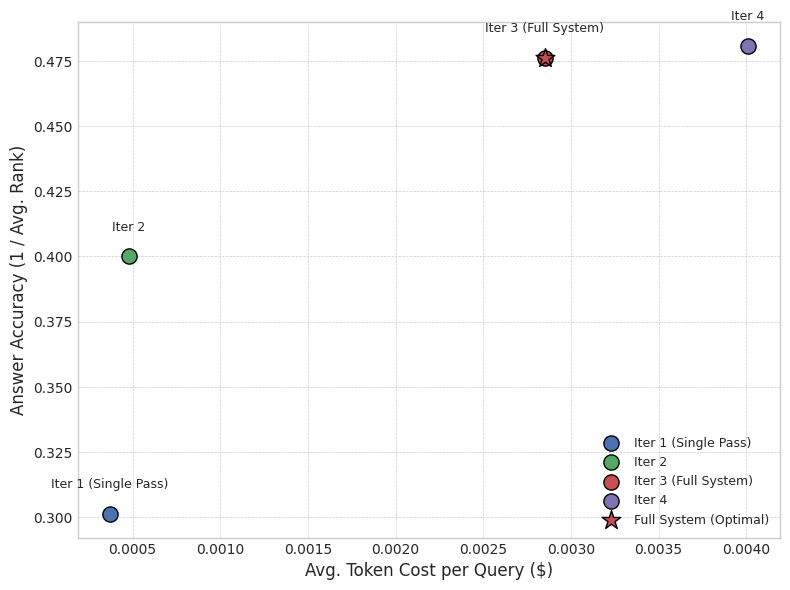 Iter 4
Iter 3 (Full System)
0.475
0.450
0.425
Iter 2
0.400
0.375
0.350
0.325
Iter 1 (Single Pass)
0.300
Answer Accuracy (1 / Avg. Rank)
Iter 1 (Single Pass)
Iter 2
Iter 3 (Full System)
Iter 4
Full System (Optimal)
0.0005 0.0010 0.0015 0.0020 0.0025 0.0030 0.0035 0.0040
Avg. Token Cost per Query ($)